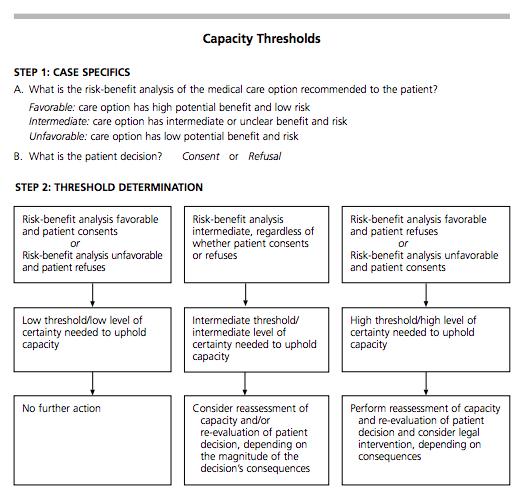 Capacity Thresholds
STEP 1: CASE SPECIFICS
A. What is the risk-benefit analysis of the medical care option recommended to the patient?
Favorable: care option has high potential benefit and low risk
Intermediate: care option has intermediate or unclear benefit and risk
Unfavorable: care option has low potential benefit and risk
B. What is the patient decision? Consent or Refusal
STEP 2: THRESHOLD DETERMINATION
Risk-benefit analysis favorable
and patient consents
or
Risk-benefit analysis unfavorable
and patient refuses
Risk-benefit analysis
intermediate, regardless of
whether patient consents
or refuses
Risk-benefit analysis favorable
and patient refuses
or
Risk-benefit analysis unfavorable
and patient consents
Low threshold/low level of
certainty needed to uphold
capacity
Intermediate threshold/
intermediate level of
certainty needed to uphold
capacity
High threshold/high level of
certainty needed to uphold
capacity
No further action
Consider reassessment of
capacity and/or
re-evaluation of patient
decision, depending on
the magnitude of the
decision's consequences
Perform reassessment of capacity
and re-evaluation of patient
decision and consider legal
intervention, depending on
consequences